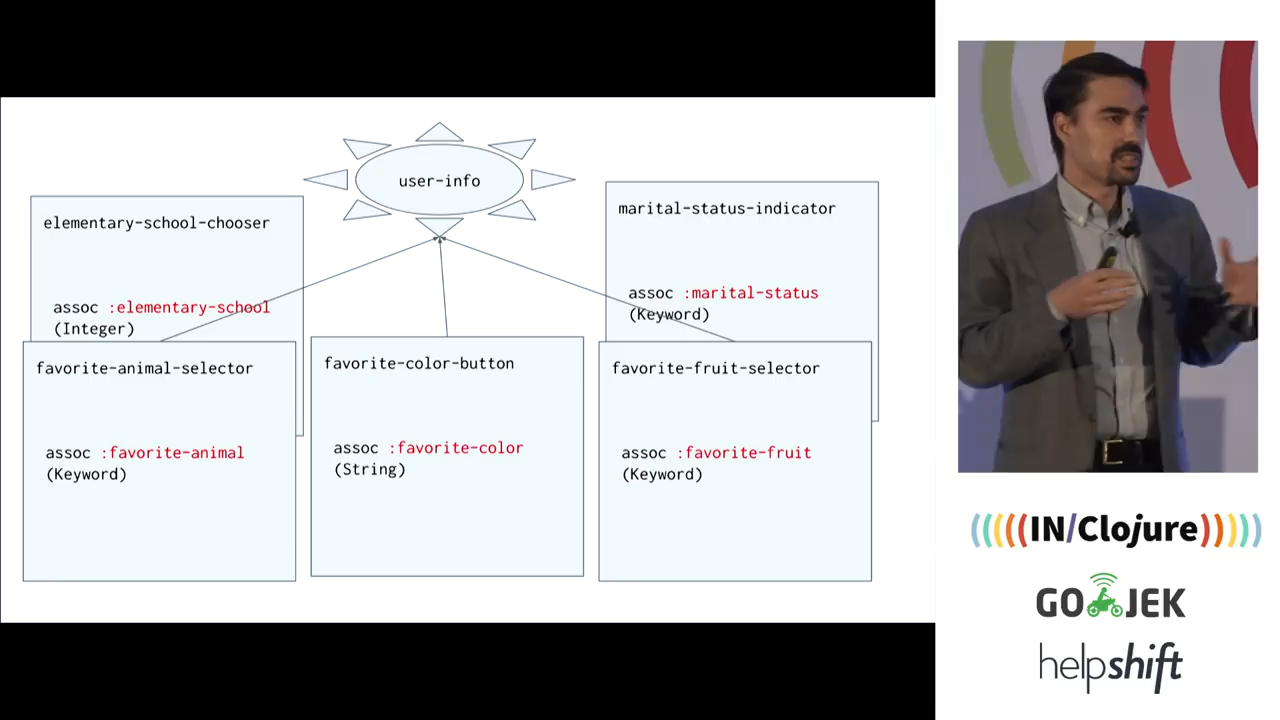 user-info
elementary-school-chooser
assoc :elementary-school
(Integer)
marital-status-indicator
assoc :marital-status
(Keyword)
favorite-animal-selector
assoc :favorite-animal
(Keyword)
favorite-color-button
assoc :favorite-color
(String)
favorite-fruit-selector
assoc :favorite-fruit
(Keyword)
(((((IN/Clojure)))))
GOJEK
helpshift